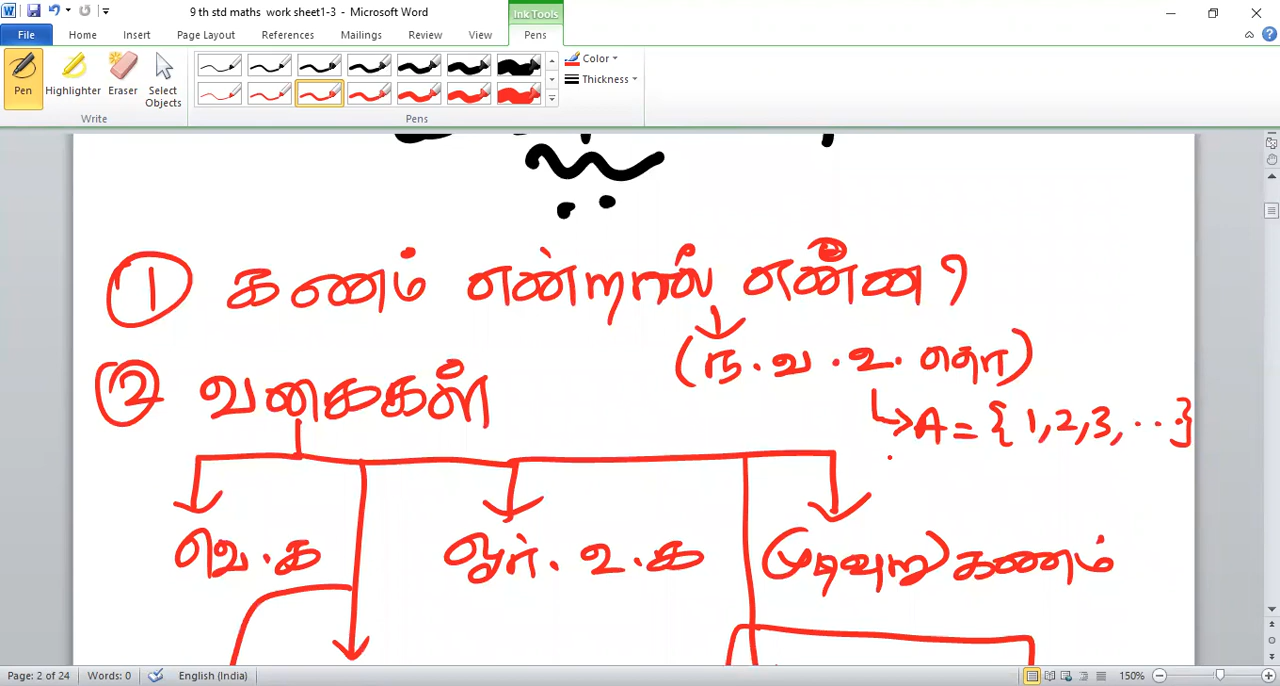 9 th std maths work sheet1-3 - Microsoft Word
Ink Tools
File Home Insert Page Layout References Mailings Review View Pens
Pen Highlighter Eraser Select Objects
Color
Thickness
Write Pens
① கணம் என்றால் என்ன?
(ந.வ.உ.தொ)
② வகைகள்
A = {1,2,3,...}
வெ.க ஓர்.உ.க (முடிவுறு) கணம்
Page: 2 of 24 Words: 0 English (India) 150%